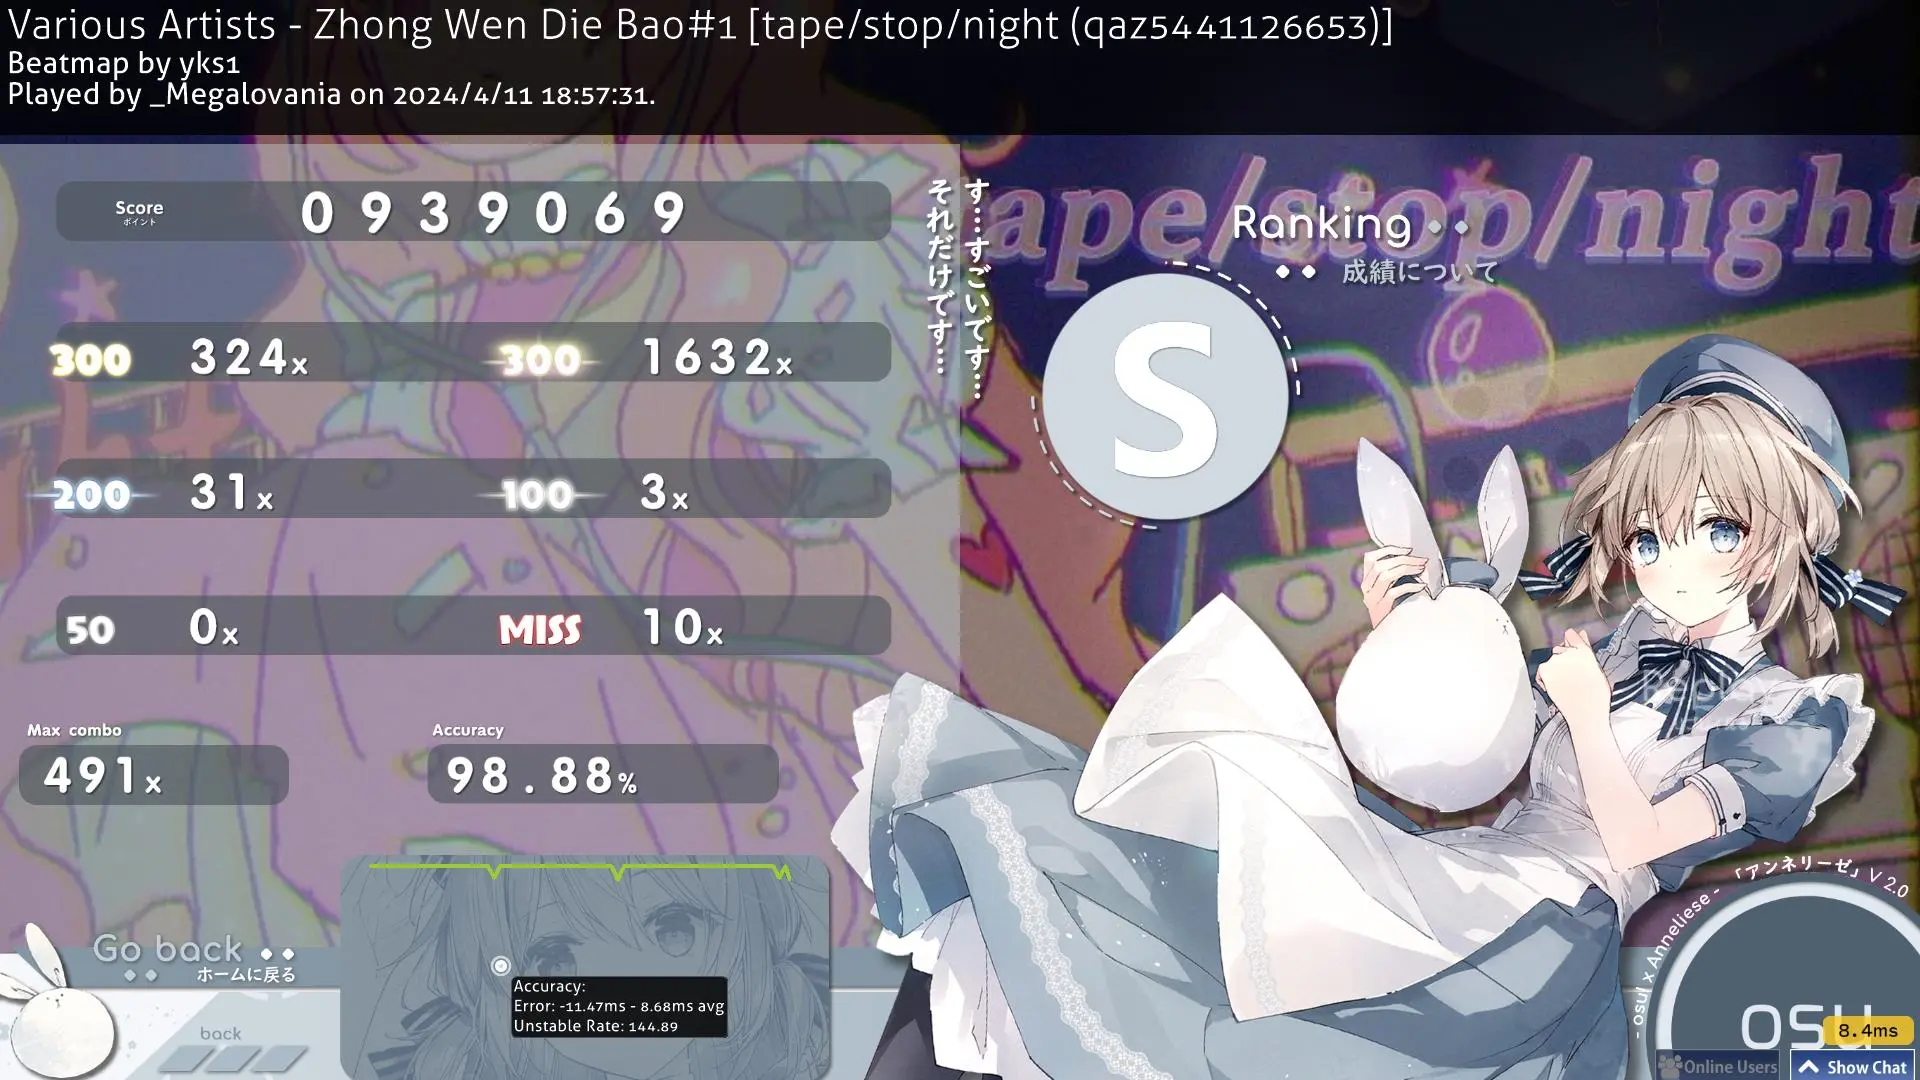 Various Artists - Zhong Wen Die Bao#1 [tape/stop/night (qaz5441126653)]
Beatmap by yks1
Played by _Megalovania on 2024/4/11 18:57:31.
tape/stop/night
Score
ポイント
0939069
す…すごいです…
それだけです…
Ranking
成績について
S
300 324x 300 1632x
200 31x 100 3x
50 0x MISS 10x
Max combo
491x
Accuracy
98.88%
Accuracy:
Error: -11.47ms - 8.68ms avg
Unstable Rate: 144.89
Go back
ホームに戻る
back
- osu! x Anneliese - 「アンネリーゼ」 V 2.0
osu
8.4ms
Online Users
Show Chat